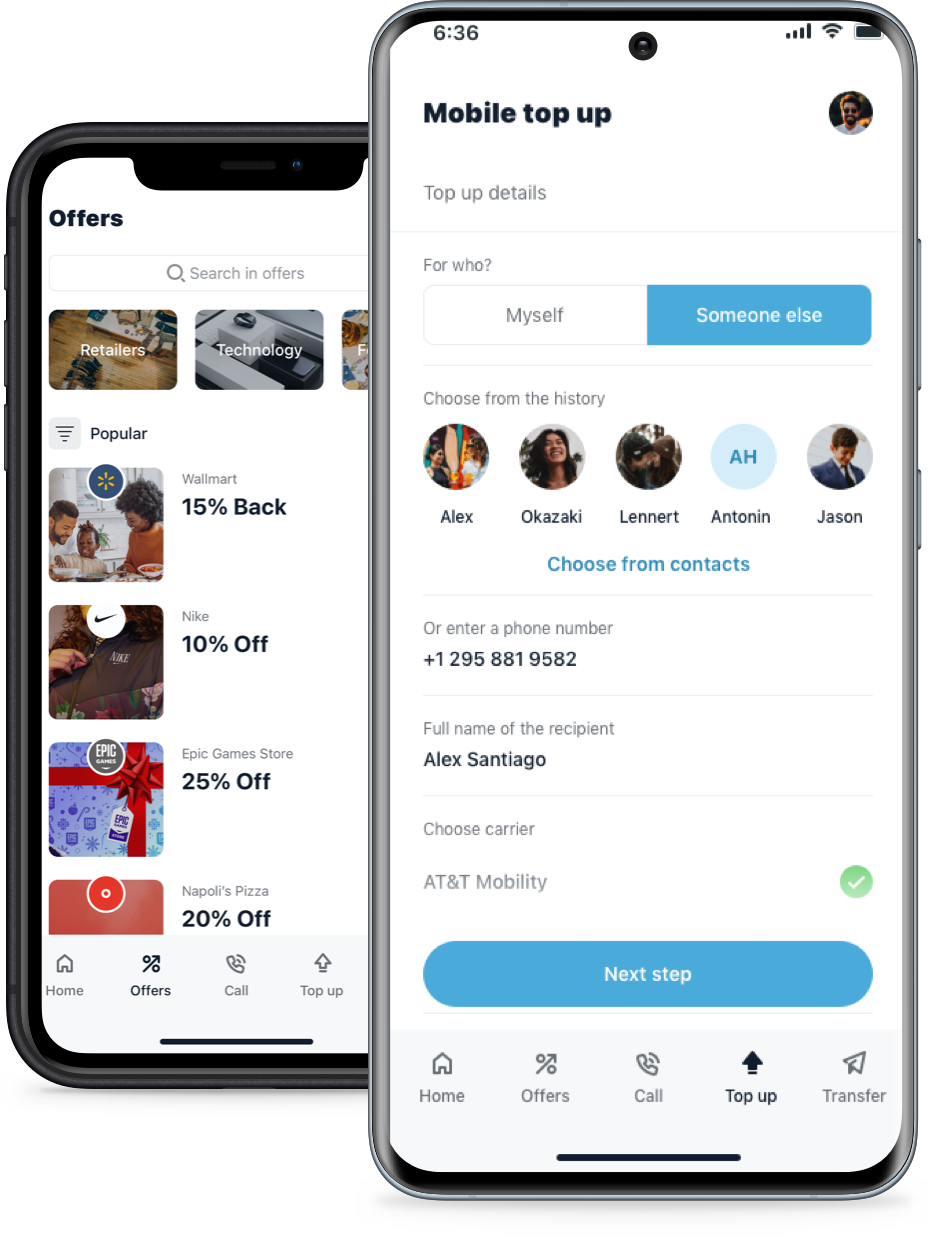 Offers
Search in offers
Retailers
Technology
Popular
Wallmart
15% Back
Nike
10% Off
NIKE
EPIC
GAMES
Epic Games Store
25% Off
EPIC
GAMES
STORE
Napoli's Pizza
20% Off
Home
Offers
Call
Top up
6:36
Mobile top up
Top up details
For who?
Myself
Someone else
Choose from the history
AH
Alex
Okazaki
Lennert
Antonin
Jason
Choose from contacts
Or enter a phone number
+1 295 881 9582
Full name of the recipient
Alex Santiago
Choose carrier
AT&T Mobility
Next step
Home
Offers
Call
Top up
Transfer